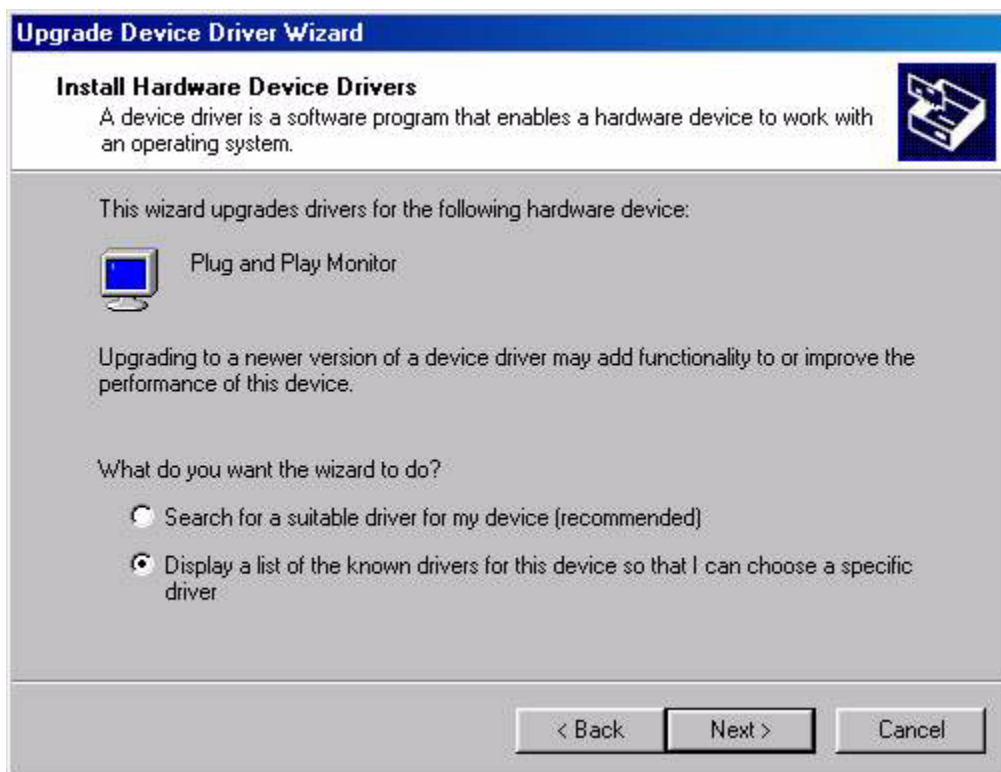 Upgrade Device Driver Wizard
Install Hardware Device Drivers
A device driver is a software program that enables a hardware device to work with
an operating system.
This wizard upgrades drivers for the following hardware device:
Plug and Play Monitor
Upgrading to a newer version of a device driver may add functionality to or improve the
performance of this device.
What do you want the wizard to do?
Search for a suitable driver for my device (recommended)
Display a list of the known drivers for this device so that I can choose a specific
driver
< Back Next > Cancel